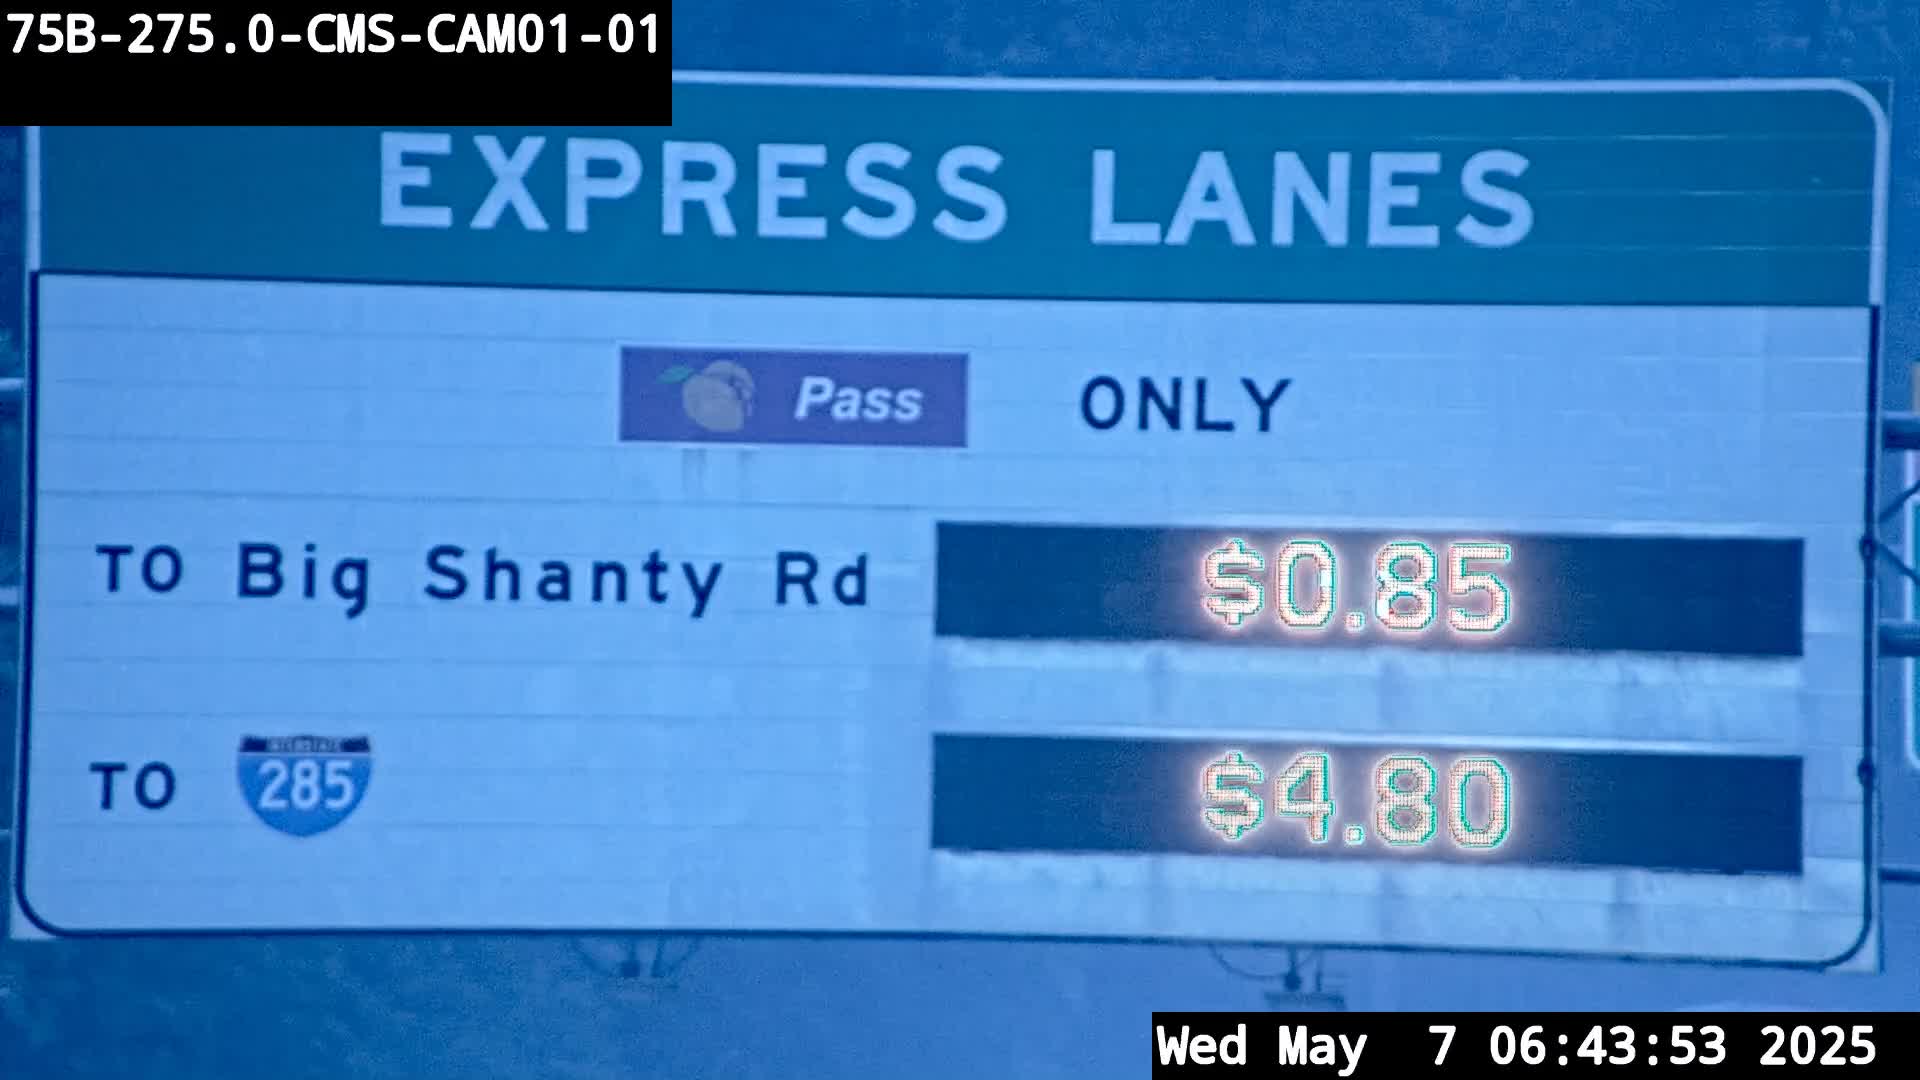 75B-275.0-CMS-CAM01-01
EXPRESS LANES
Pass ONLY
TO Big Shanty Rd $0.85
INTERSTATE
TO 285 $4.80
Wed May 7 06:43:53 2025